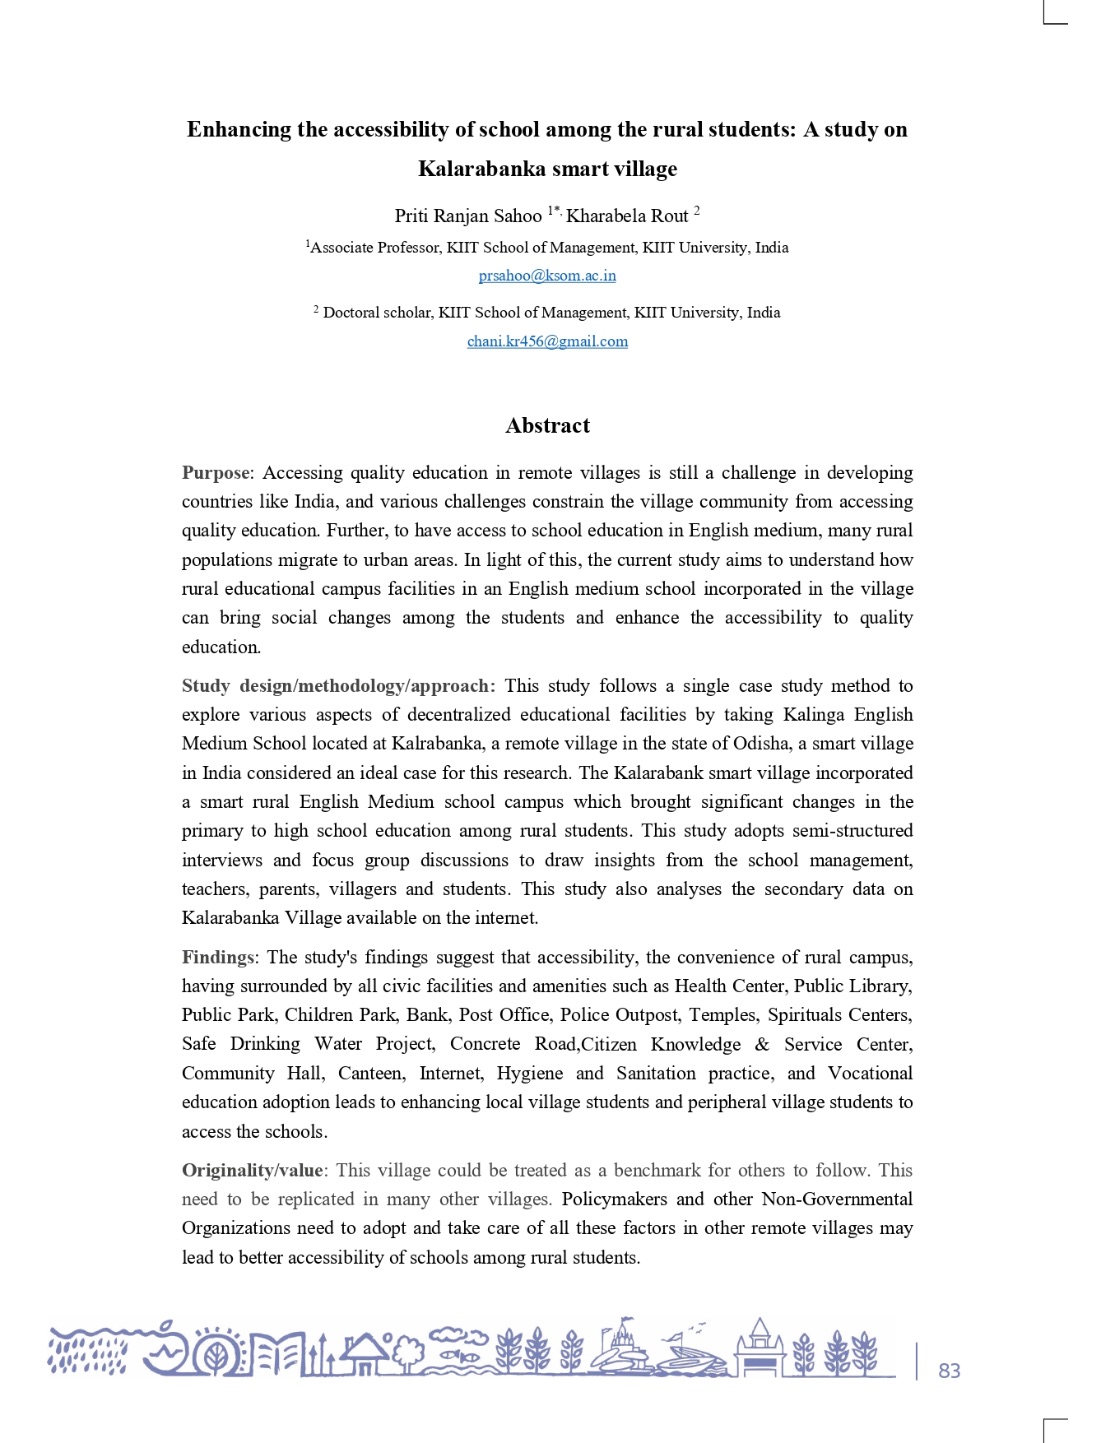 Enhancing the accessibility of school among the rural students: A study on
Kalarabanka smart village
Priti Ranjan Sahoo 1*, Kharabela Rout 2
1Associate Professor, KIIT School of Management, KIIT University, India
prsahoo@ksom.ac.in
2 Doctoral scholar, KIIT School of Management, KIIT University, India
chani.kr456@gmail.com
Abstract
Purpose: Accessing quality education in remote villages is still a challenge in developing
countries like India, and various challenges constrain the village community from accessing
quality education. Further, to have access to school education in English medium, many rural
populations migrate to urban areas. In light of this, the current study aims to understand how
rural educational campus facilities in an English medium school incorporated in the village
can bring social changes among the students and enhance the accessibility to quality
education.
Study design/methodology/approach: This study follows a single case study method to
explore various aspects of decentralized educational facilities by taking Kalinga English
Medium School located at Kalrabanka, a remote village in the state of Odisha, a smart village
in India considered an ideal case for this research. The Kalarabank smart village incorporated
a smart rural English Medium school campus which brought significant changes in the
primary to high school education among rural students. This study adopts semi-structured
interviews and focus group discussions to draw insights from the school management,
teachers, parents, villagers and students. This study also analyses the secondary data on
Kalarabanka Village available on the internet.
Findings: The study's findings suggest that accessibility, the convenience of rural campus,
having surrounded by all civic facilities and amenities such as Health Center, Public Library,
Public Park, Children Park, Bank, Post Office, Police Outpost, Temples, Spirituals Centers,
Safe Drinking Water Project, Concrete Road,Citizen Knowledge & Service Center,
Community Hall, Canteen, Internet, Hygiene and Sanitation practice, and Vocational
education adoption leads to enhancing local village students and peripheral village students to
access the schools.
Originality/value: This village could be treated as a benchmark for others to follow. This
need to be replicated in many other villages. Policymakers and other Non-Governmental
Organizations need to adopt and take care of all these factors in other remote villages may
lead to better accessibility of schools among rural students.
83